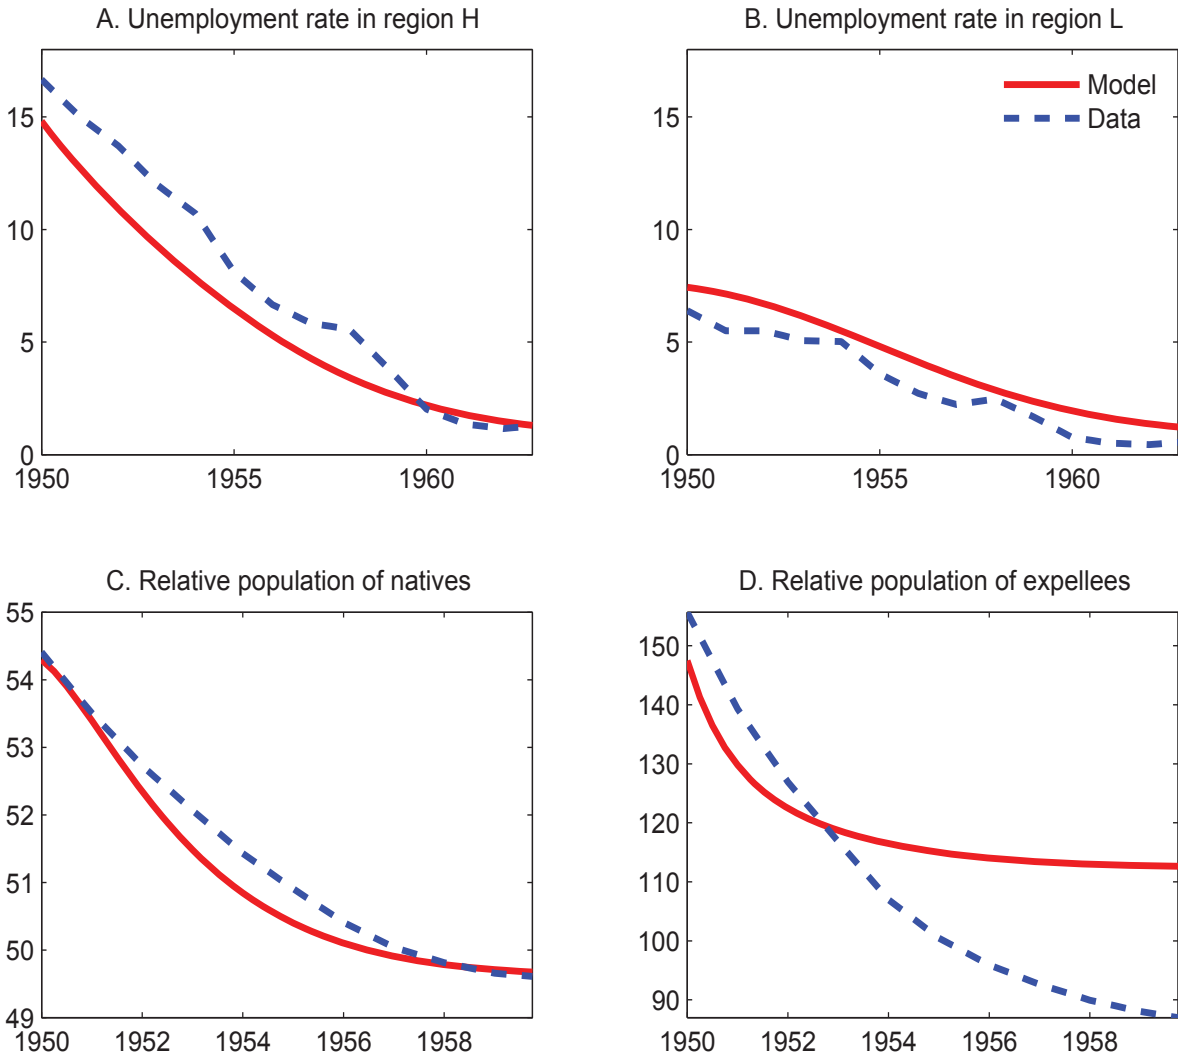 A. Unemployment rate in region H
15
10
5
0
1950 1955 1960
B. Unemployment rate in region L
Model
Data
15
10
5
0
1950 1955 1960
C. Relative population of natives
55
54
53
52
51
50
49
1950 1952 1954 1956 1958
D. Relative population of expellees
150
140
130
120
110
100
90
1950 1952 1954 1956 1958